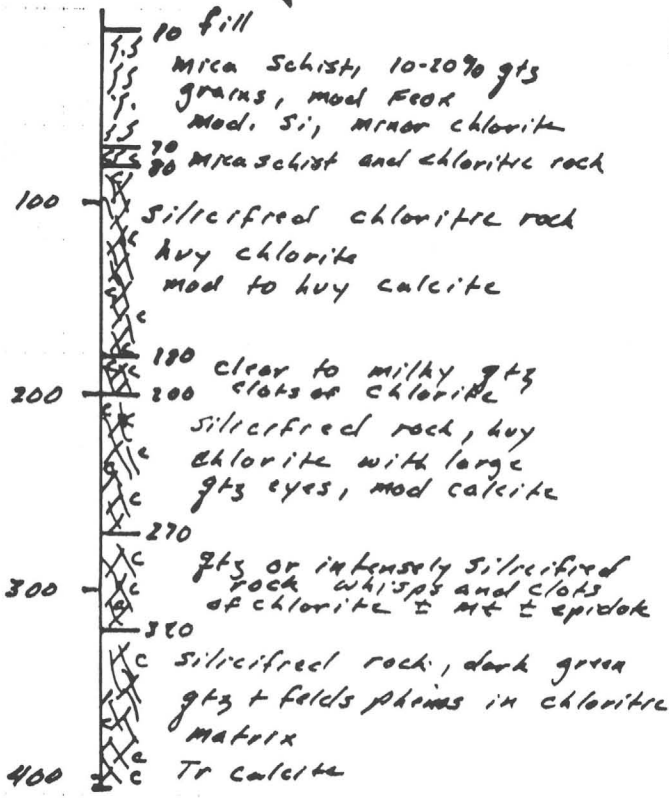 10 fill
Mica Schist, 10-20% qtz
grains, mod Feox
Mod. Si, minor chlorite
70
80 Mica schist and chloritic rock
100
Silicified chloritic rock
hvy chlorite
mod to hvy calcite
180 clear to milky qtz
200 200 clots of chlorite
silicified rock, hvy
chlorite with large
qtz eyes, mod calcite
270
qtz or intensely silicified
300 rock whisps and clots
of chlorite ± mt ± epidote
320
silicified rock, dark green
qtz + felds phenos in chloritic
matrix
400 Tr calcite